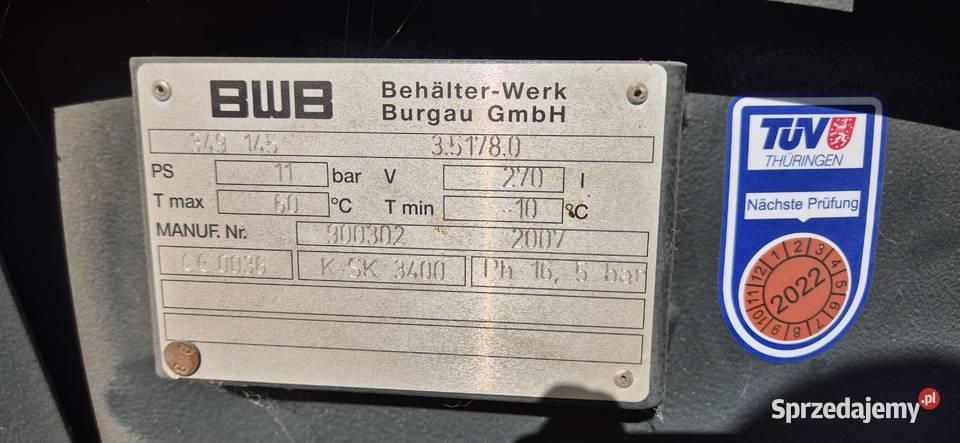 BWB Behälter-Werk
Burgau GmbH
349 145 3.5178.0
PS 11 bar V 270 l
T max 60 °C T min -10 °C
MANUF. Nr. 900302 2007
CE 0036 K-SK 3400 Ph 16, 5 bar
BWB
TÜV
THÜRINGEN
Nächste Prüfung
12 1 2 3 4 5 6 7 8 9 10 11
2022
Sprzedajemy.pl